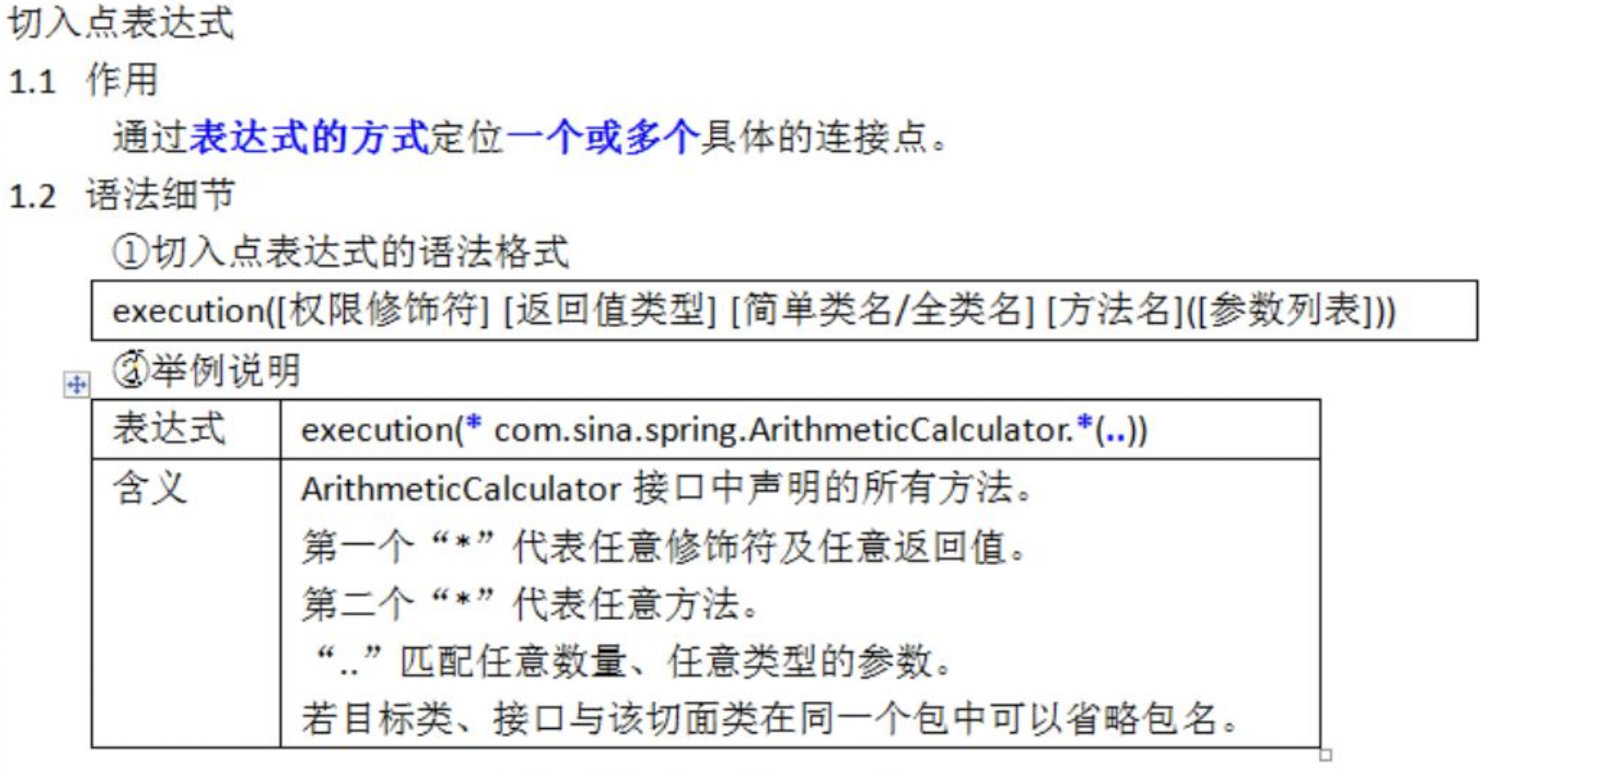 切入点表达式
1.1 作用
通过表达式的方式定位一个或多个具体的连接点。
1.2 语法细节
①切入点表达式的语法格式
execution([权限修饰符] [返回值类型] [简单类名/全类名] [方法名]([参数列表]))
②举例说明
表达式 execution(* com.sina.spring.ArithmeticCalculator.*(..))
含义 ArithmeticCalculator 接口中声明的所有方法。
第一个“*”代表任意修饰符及任意返回值。
第二个“*”代表任意方法。
“..”匹配任意数量、任意类型的参数。
若目标类、接口与该切面类在同一个包中可以省略包名。